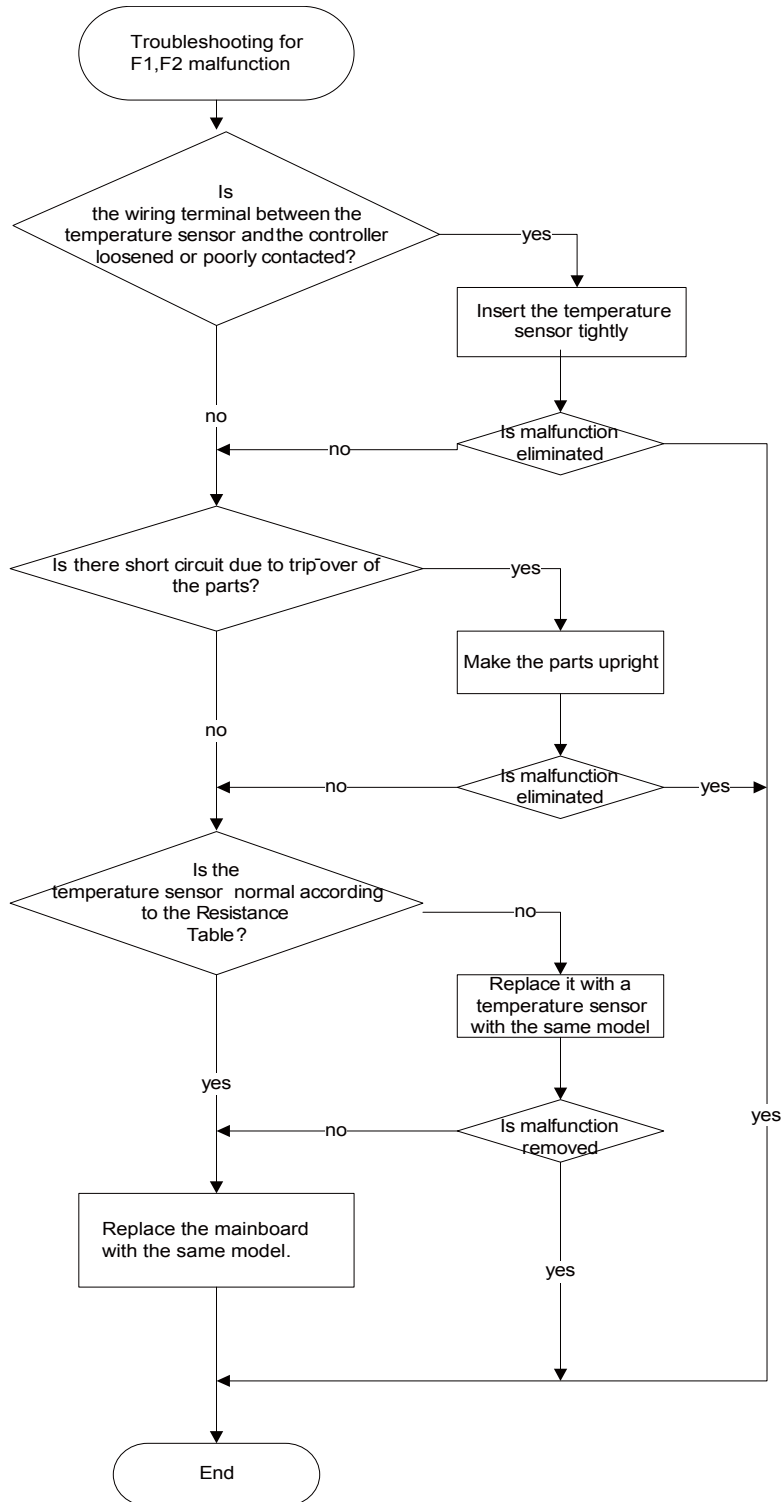 Troubleshooting for
F1,F2 malfunction
Is
the wiring terminal between the
temperature sensor and the controller
loosened or poorly contacted?
yes
Insert the temperature
sensor tightly
no
Is malfunction
eliminated
no
Is there short circuit due to trip-over of
the parts?
yes
Make the parts upright
no
Is malfunction
eliminated
no
yes
Is the
temperature sensor normal according
to the Resistance
Table?
no
Replace it with a
temperature sensor
with the same model
yes
Is malfunction
removed
no
yes
Replace the mainboard
with the same model.
yes
End